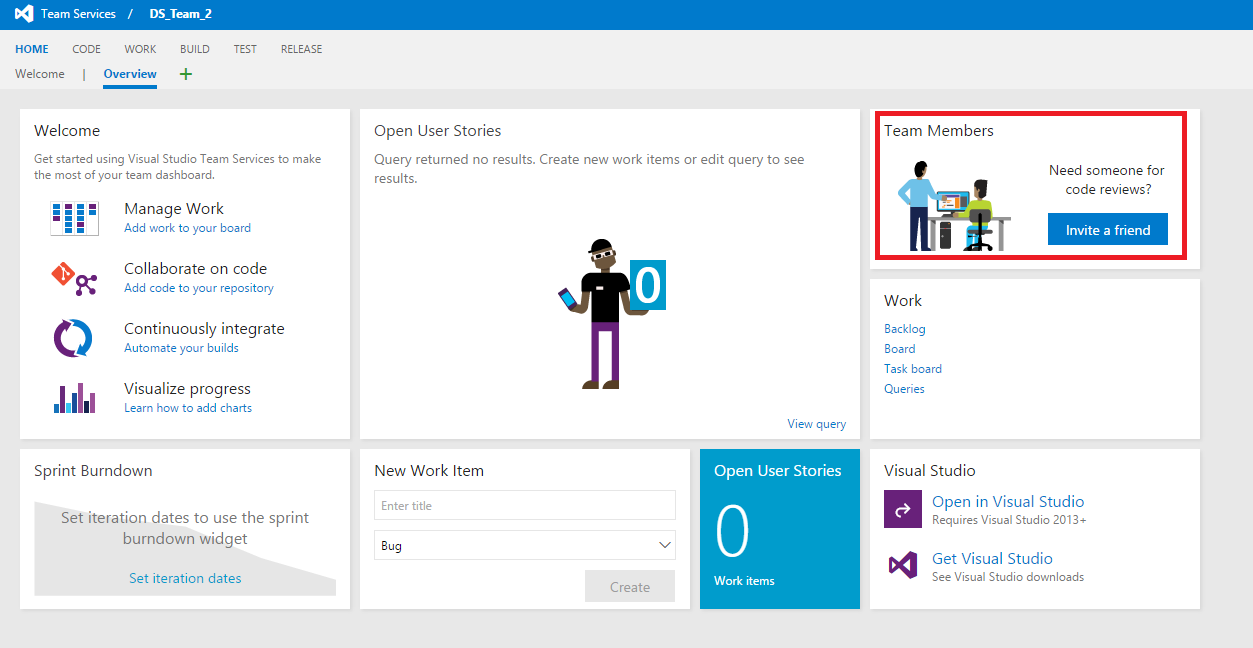 Team Services / DS_Team_2
HOME CODE WORK BUILD TEST RELEASE
Welcome | Overview +
Welcome
Get started using Visual Studio Team Services to make
the most of your team dashboard.
Manage Work
Add work to your board
Collaborate on code
Add code to your repository
Continuously integrate
Automate your builds
Visualize progress
Learn how to add charts
Open User Stories
Query returned no results. Create new work items or edit query to see
results.
0
View query
Team Members
Need someone for
code reviews?
Invite a friend
Work
Backlog
Board
Task board
Queries
Sprint Burndown
Set iteration dates to use the sprint
burndown widget
Set iteration dates
New Work Item
Enter title
Bug
Create
Open User Stories
0
Work items
Visual Studio
Open in Visual Studio
Requires Visual Studio 2013+
Get Visual Studio
See Visual Studio downloads